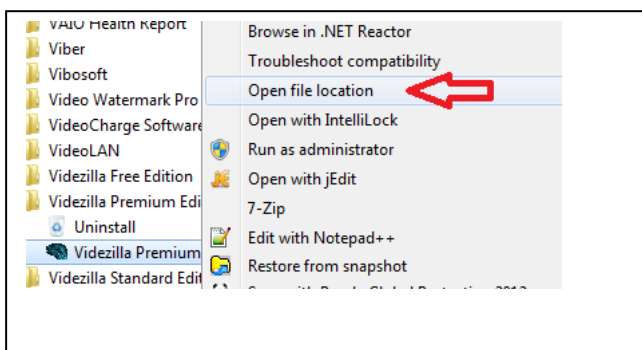 VAIO Health Report
Viber
Vibosoft
Video Watermark Pro
VideoCharge Software
VideoLAN
Videzilla Free Edition
Videzilla Premium Edi
Uninstall
Videzilla Premium
Videzilla Standard Edit
Browse in .NET Reactor
Troubleshoot compatibility
Open file location
Open with IntelliLock
Run as administrator
Open with jEdit
7-Zip
Edit with Notepad++
Restore from snapshot